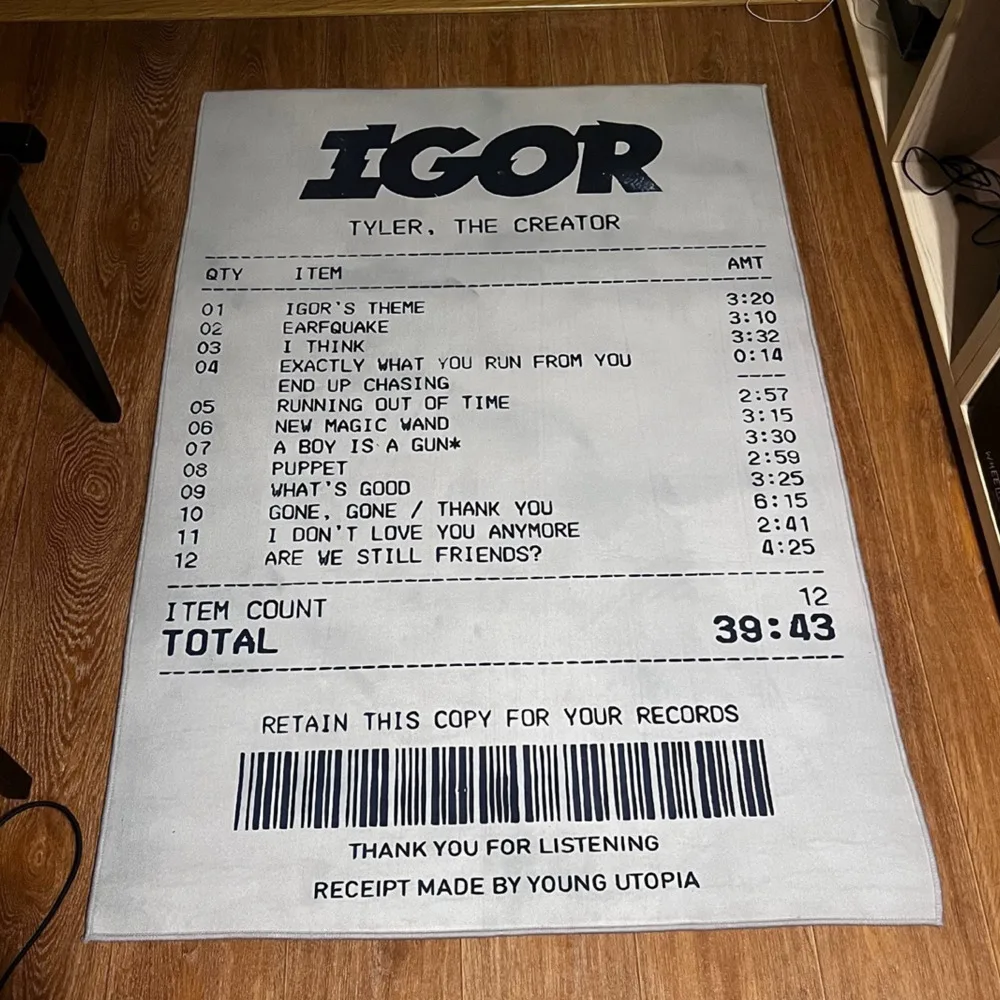 IGOR
TYLER, THE CREATOR
QTY ITEM AMT
01 IGOR'S THEME 3:20
02 EARFQUAKE 3:10
03 I THINK 3:32
04 EXACTLY WHAT YOU RUN FROM YOU 0:14
END UP CHASING ----
05 RUNNING OUT OF TIME 2:57
06 NEW MAGIC WAND 3:15
07 A BOY IS A GUN* 3:30
08 PUPPET 2:59
09 WHAT'S GOOD 3:25
10 GONE, GONE / THANK YOU 6:15
11 I DON'T LOVE YOU ANYMORE 2:41
12 ARE WE STILL FRIENDS? 4:25
ITEM COUNT 12
TOTAL 39:43
RETAIN THIS COPY FOR YOUR RECORDS
THANK YOU FOR LISTENING
RECEIPT MADE BY YOUNG UTOPIA